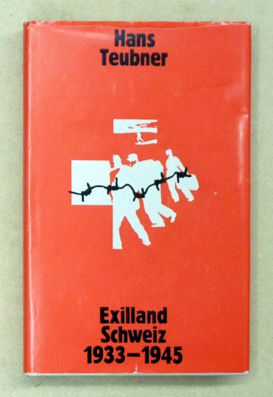 Hans
Teubner
Exilland
Schweiz
1933–1945